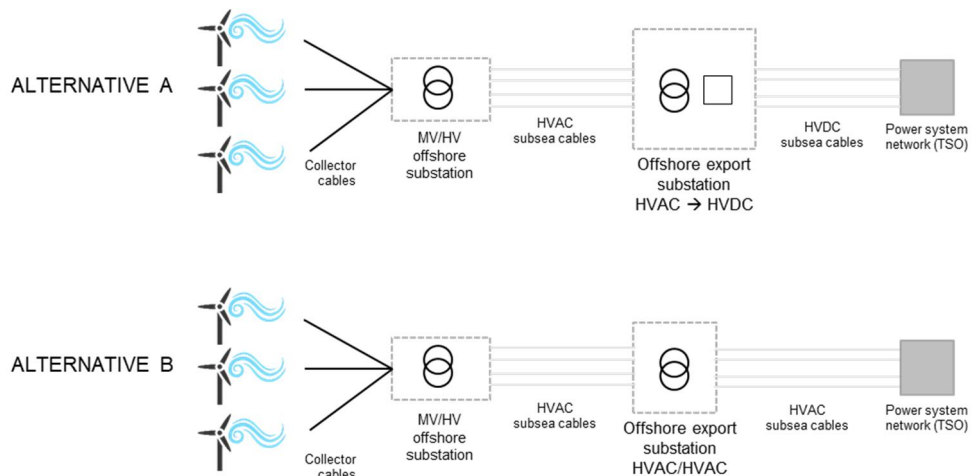 ALTERNATIVE A
Collector
cables
MV/HV
offshore
substation
HVAC
subsea cables
Offshore export
substation
HVAC → HVDC
HVDC
subsea cables
Power system
network (TSO)
ALTERNATIVE B
Collector
cables
MV/HV
offshore
substation
HVAC
subsea cables
Offshore export
substation
HVAC/HVAC
HVAC
subsea cables
Power system
network (TSO)